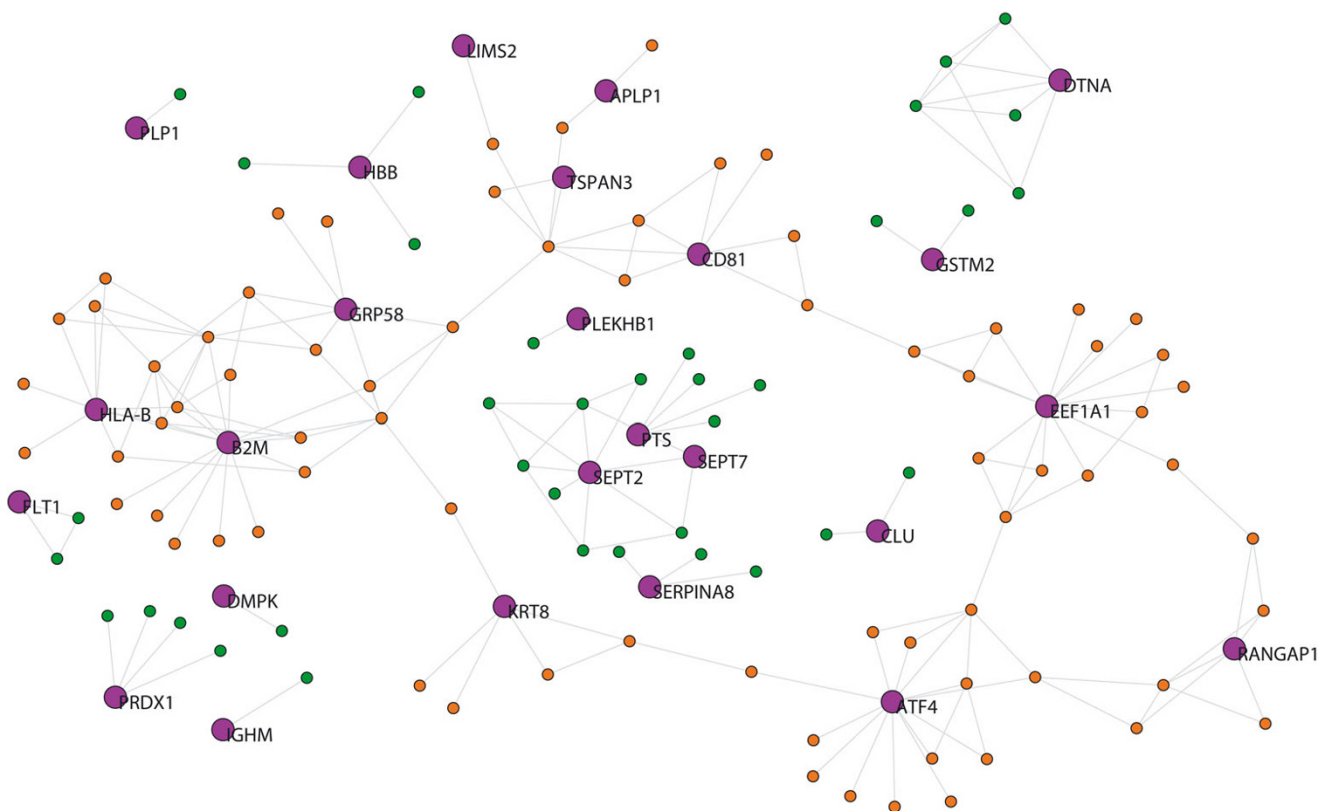 LIMS2
APLP1
DTNA
PLP1
HBB
TSPAN3
CD81
GSTM2
GRP58
PLEKHB1
HLA-B
B2M
EEF1A1
PTS
SEPT7
SEPT2
FLT1
CLU
SERPINA8
DMPK
KRT8
RANGAP1
PRDX1
ATF4
IGHM